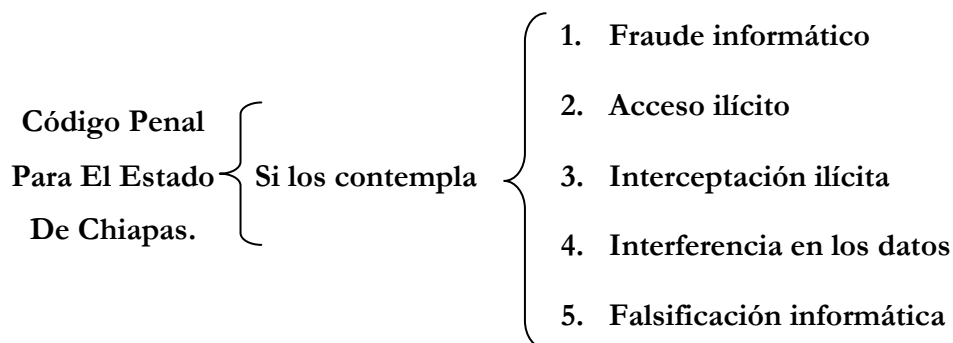 Código Penal
Para El Estado
De Chiapas.
Si los contempla
1. Fraude informático
2. Acceso ilícito
3. Interceptación ilícita
4. Interferencia en los datos
5. Falsificación informática